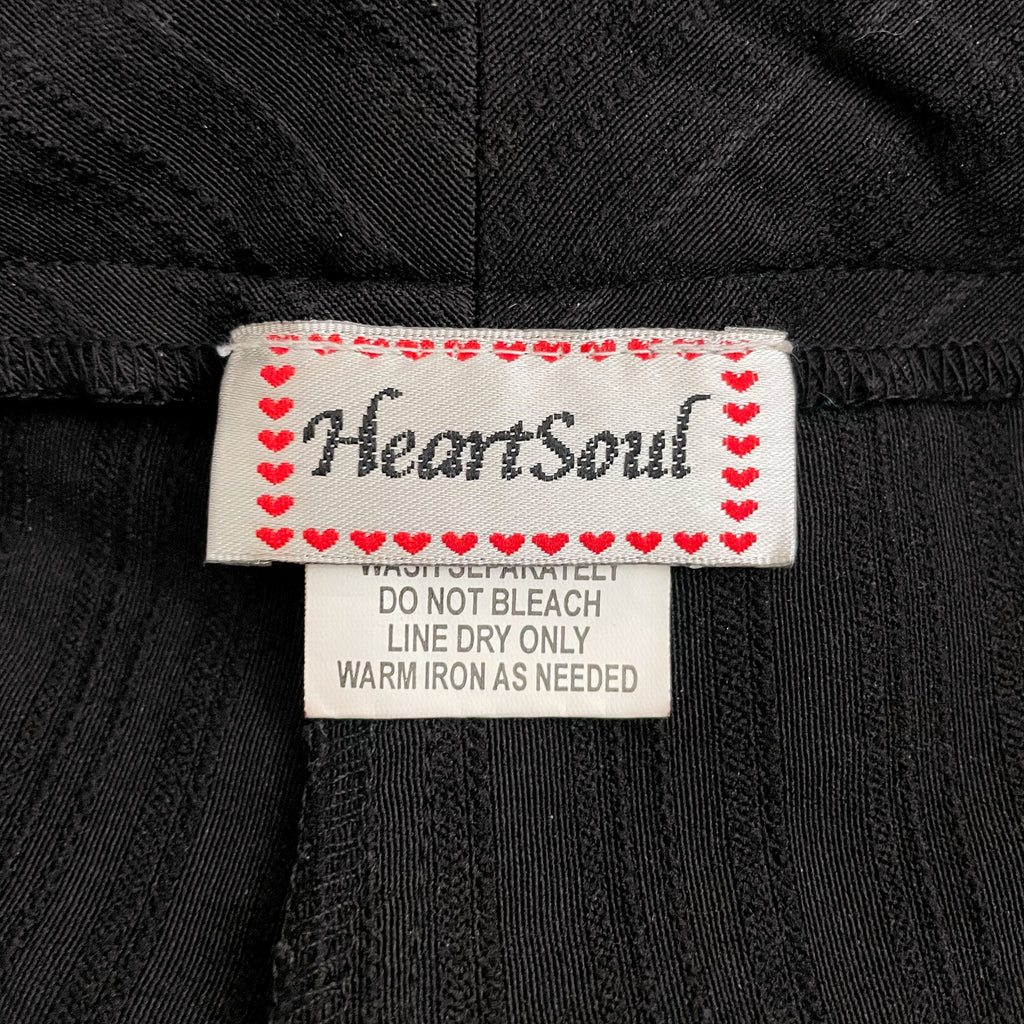 HeartSoul
WASH SEPARATELY
DO NOT BLEACH
LINE DRY ONLY
WARM IRON AS NEEDED